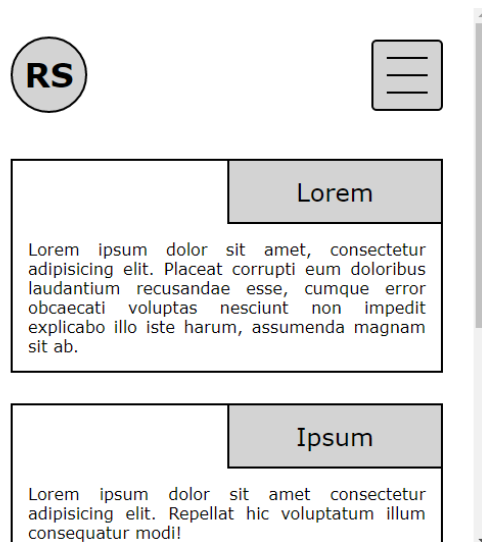 RS
Lorem
Lorem ipsum dolor sit amet, consectetur
adipisicing elit. Placeat corrupti eum doloribus
laudantium recusandae esse, cumque error
obcaecati voluptas nesciunt non impedit
explicabo illo iste harum, assumenda magnam
sit ab.
Ipsum
Lorem ipsum dolor sit amet consectetur
adipisicing elit. Repellat hic voluptatum illum
consequatur modi!